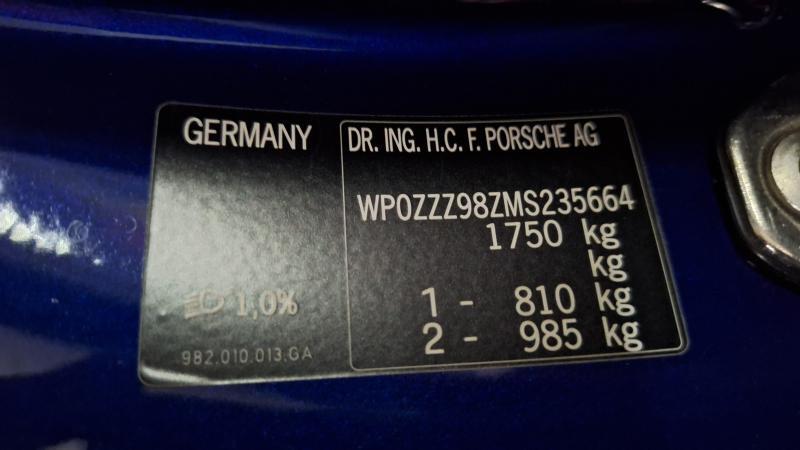 GERMANY
1,0%
982.010.013.GA
DR. ING. H.C. F. PORSCHE AG
WP0ZZZ98ZMS235664
1750 kg
kg
1 - 810 kg
2 - 985 kg